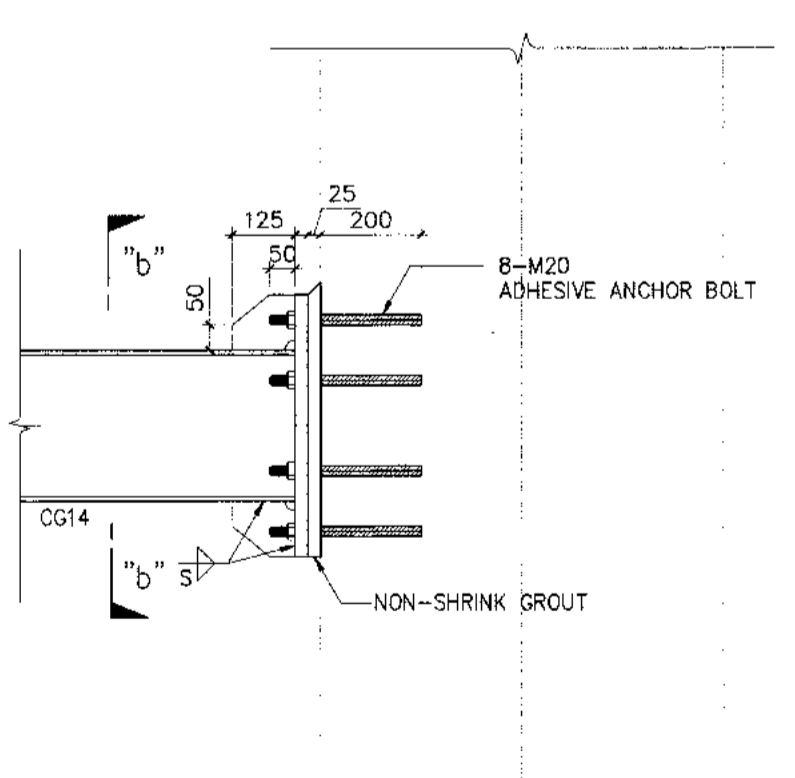 25
125
200
"b"
50
8-M20
ADHESIVE ANCHOR BOLT
50
CG14
"b"
S
NON-SHRINK GROUT